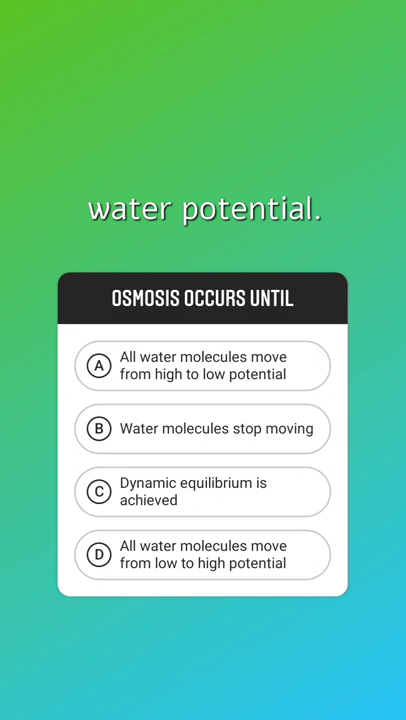 water potential.
OSMOSIS OCCURS UNTIL
A All water molecules move
from high to low potential
B Water molecules stop moving
C Dynamic equilibrium is
achieved
D All water molecules move
from low to high potential